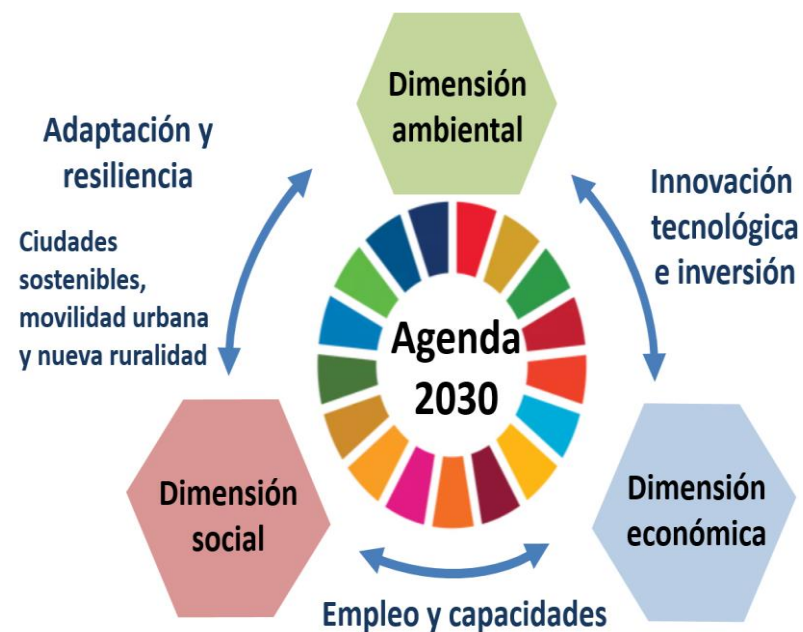 Dimensión
ambiental
Adaptación y
resiliencia
Ciudades
sostenibles,
movilidad urbana
y nueva ruralidad
Innovación
tecnológica
e inversión
Agenda
2030
Dimensión
social
Dimensión
económica
Empleo y capacidades